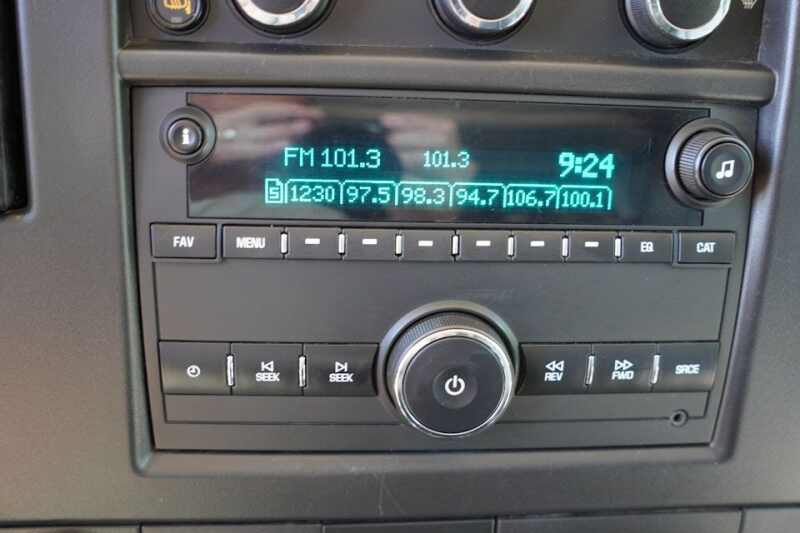 i
FM 101.3 101.3 9:24
5 1230 97.5 98.3 94.7 106.7 100.1
FAV MENU EQ CAT
SEEK SEEK REV FWD SRCE